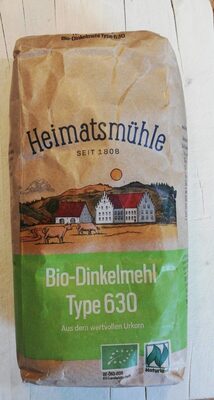 Bio-Dinkelmehl Type 630
Heimatsmühle
SEIT 1808
Bio-Dinkelmehl
Type 630
Aus dem wertvollen Urkorn